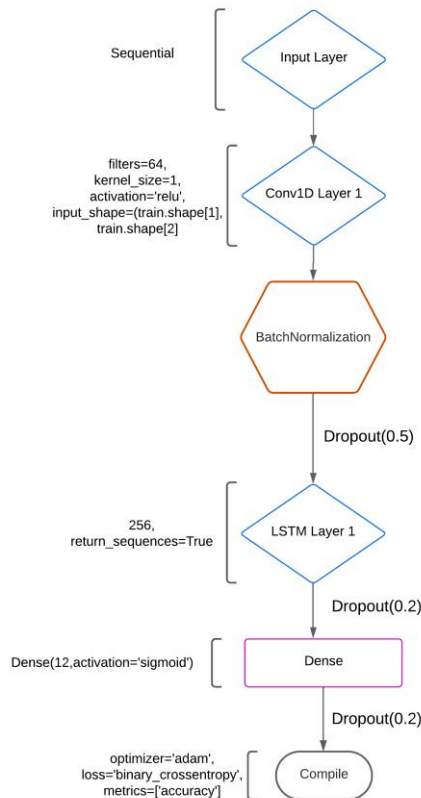 Sequential
Input Layer
filters=64,
kernel_size=1,
activation='relu',
input_shape=(train.shape[1],
train.shape[2]
Conv1D Layer 1
BatchNormalization
Dropout(0.5)
256,
return_sequences=True
LSTM Layer 1
Dropout(0.2)
Dense(12,activation='sigmoid')
Dense
Dropout(0.2)
optimizer='adam',
loss='binary_crossentropy',
metrics=['accuracy']
Compile